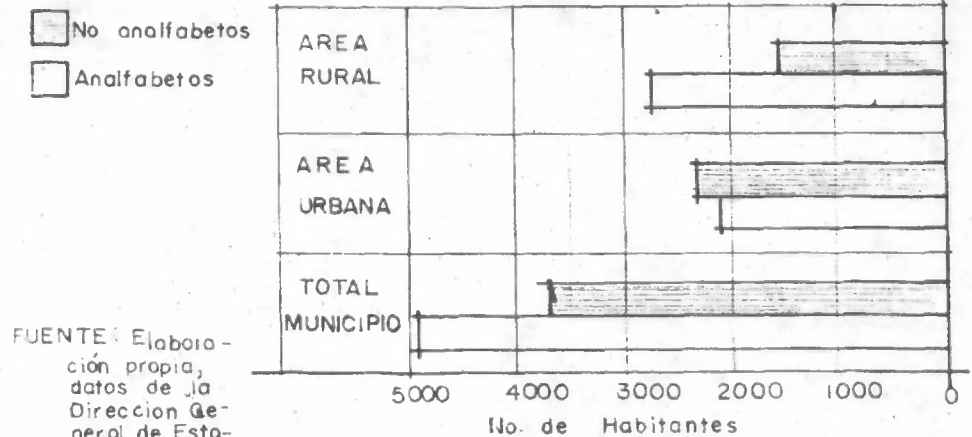 No analfabetos
Analfabetos
AREA
RURAL
AREA
URBANA
TOTAL
MUNICIPIO
5000 4000 3000 2000 1000 0
No. de Habitantes
FUENTE: Elabora-
ción propia,
datos de la
Direccion Ge-
neral de Esta-